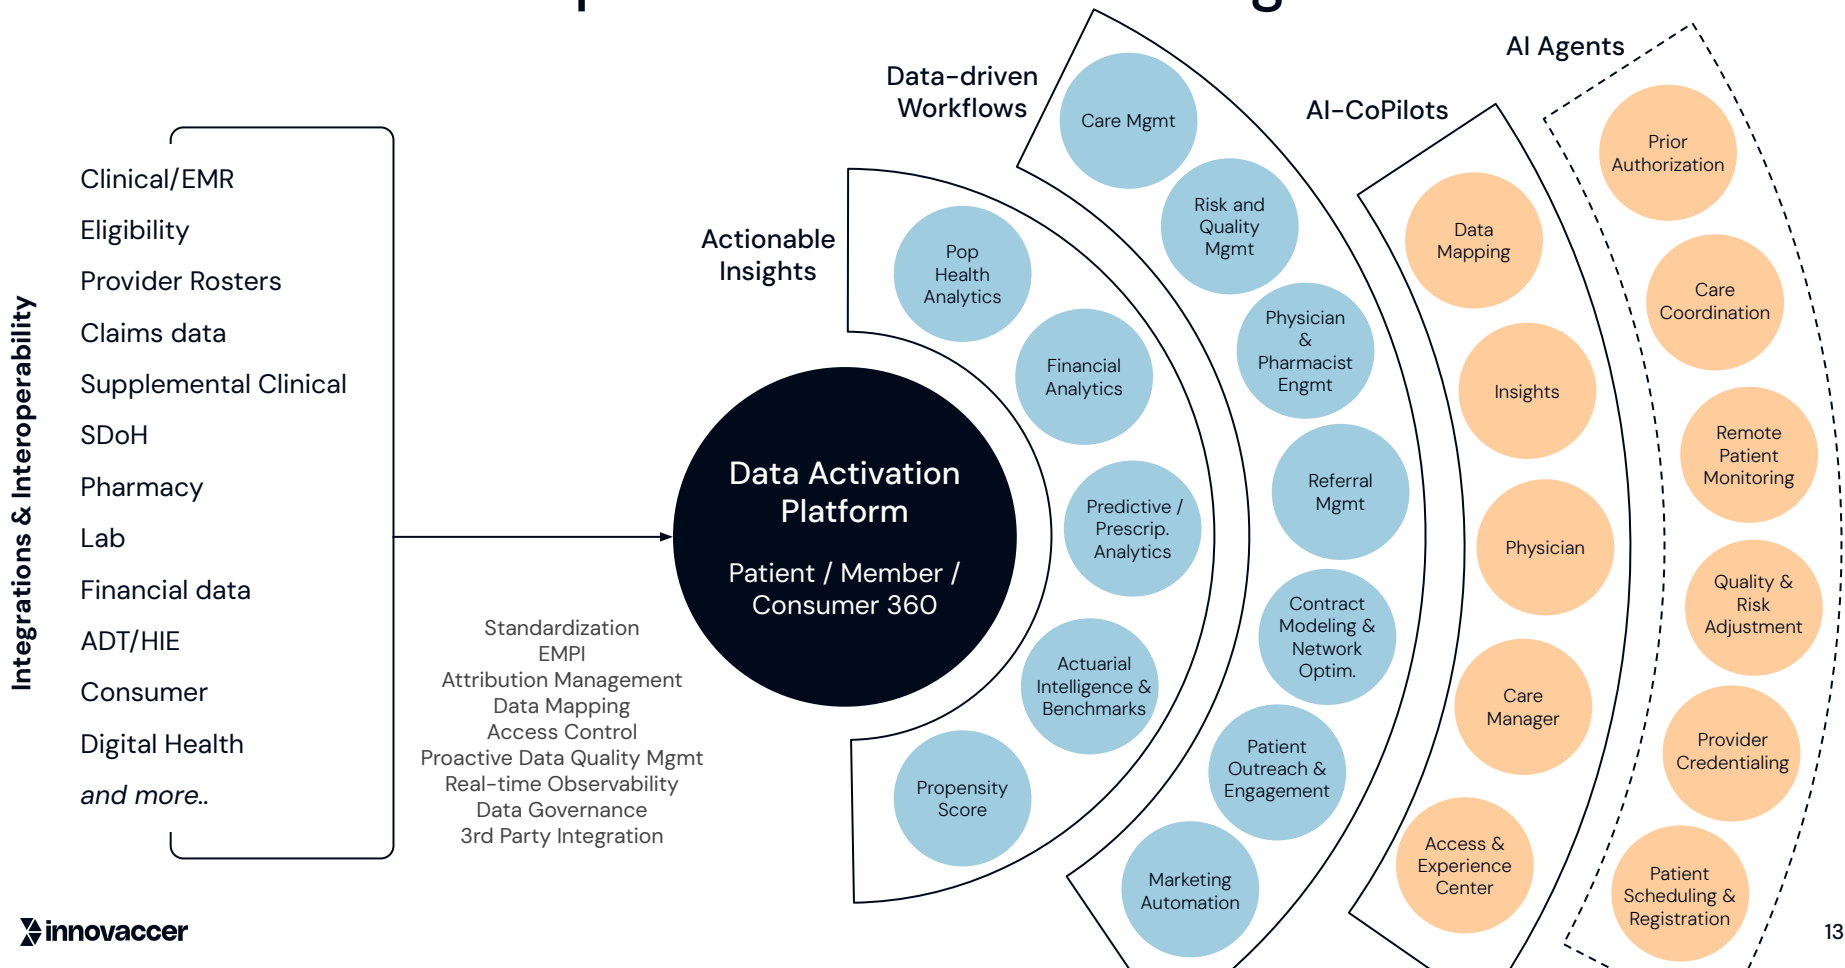 Data-driven
Workflows
AI Agents
AI-CoPilots
Actionable
Insights
Integrations & Interoperability
Clinical/EMR
Eligibility
Provider Rosters
Claims data
Supplemental Clinical
SDoH
Pharmacy
Lab
Financial data
ADT/HIE
Consumer
Digital Health
and more..
Standardization
EMPI
Attribution Management
Data Mapping
Access Control
Proactive Data Quality Mgmt
Real-time Observability
Data Governance
3rd Party Integration
Data Activation
Platform
Patient / Member /
Consumer 360
Pop
Health
Analytics
Financial
Analytics
Predictive /
Prescrip.
Analytics
Actuarial
Intelligence &
Benchmarks
Propensity
Score
Care Mgmt
Risk and
Quality
Mgmt
Physician
&
Pharmacist
Engmt
Referral
Mgmt
Contract
Modeling &
Network
Optim.
Patient
Outreach &
Engagement
Marketing
Automation
Data
Mapping
Insights
Physician
Care
Manager
Access &
Experience
Center
Prior
Authorization
Care
Coordination
Remote
Patient
Monitoring
Quality &
Risk
Adjustment
Provider
Credentialing
Patient
Scheduling &
Registration
innovaccer
13